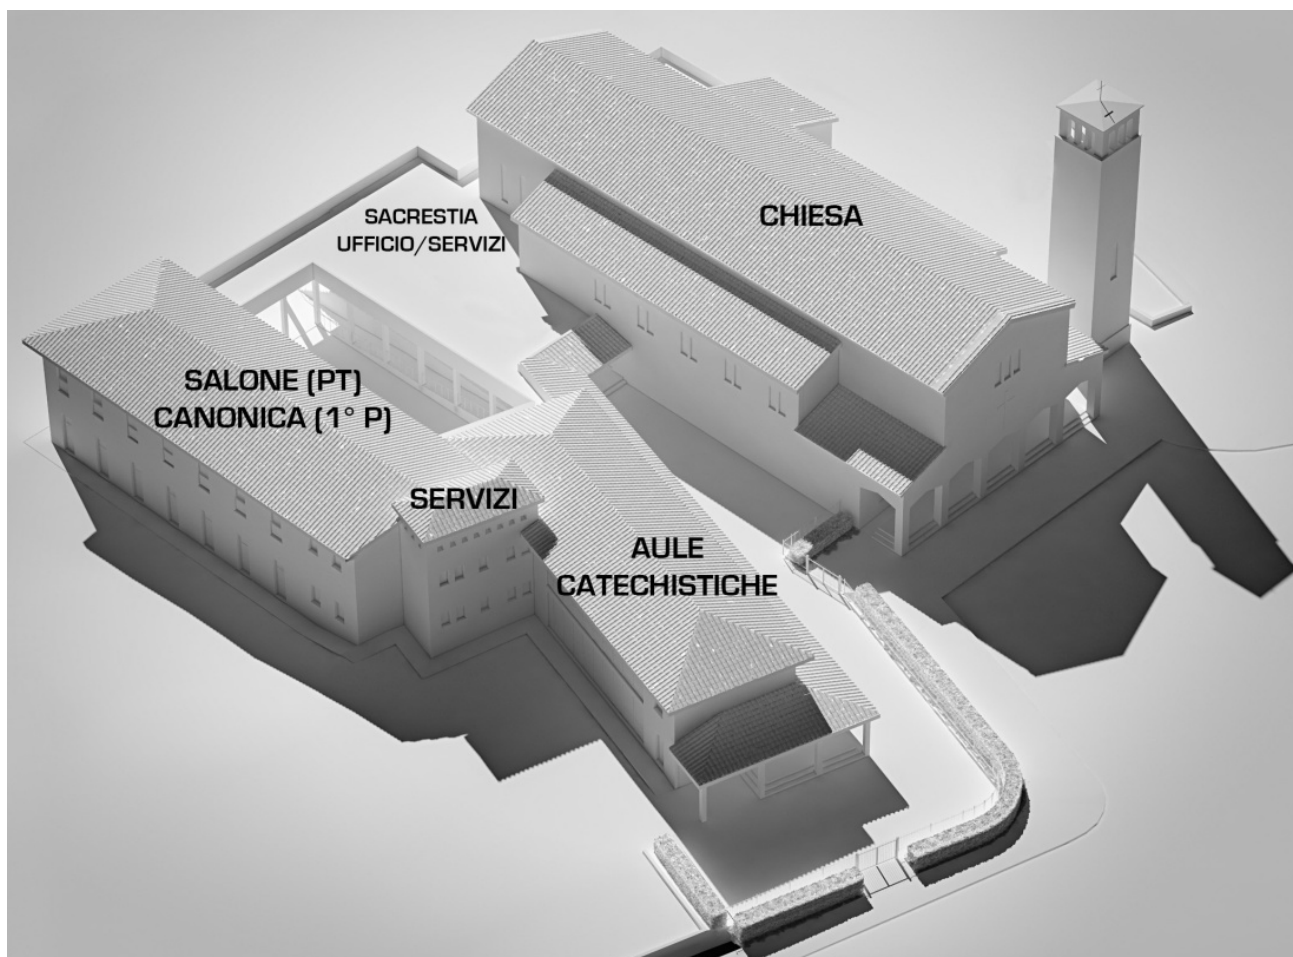 CHIESA
SACRESTIA
UFFICIO/SERVIZI
SALONE (PT)
CANONICA (1° P)
SERVIZI
AULE
CATECHISTICHE